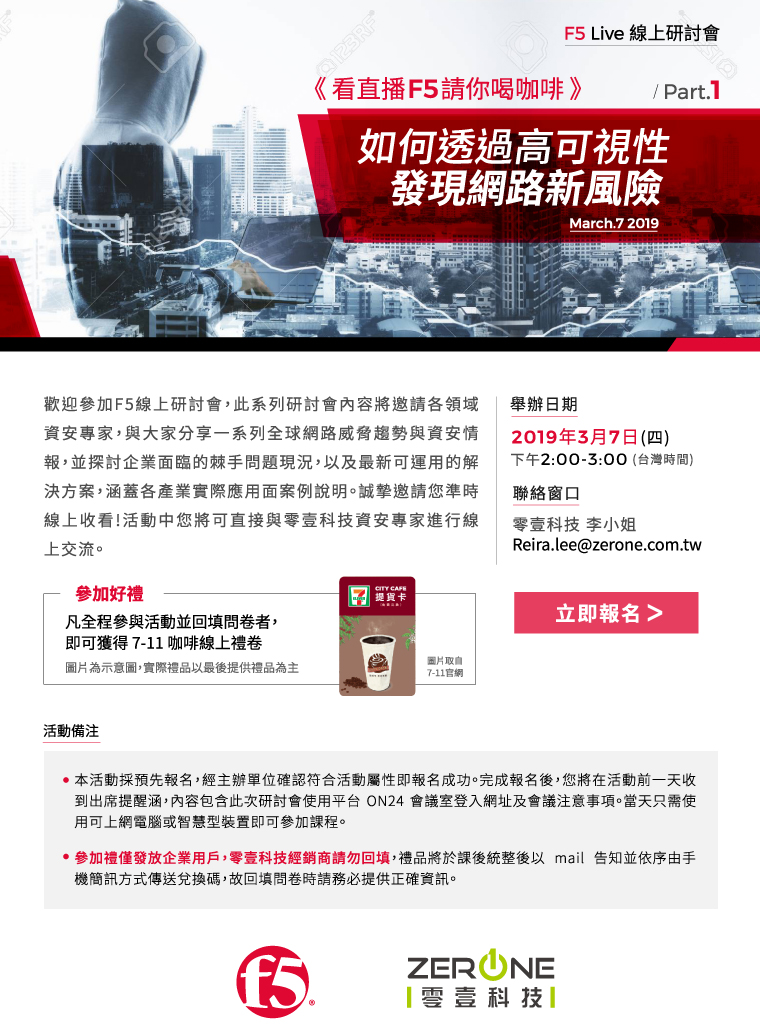 F5 Live 線上研討會
《看直播F5請你喝咖啡》
/ Part.1
如何透過高可視性
發現網路新風險
March.7 2019
歡迎參加F5線上研討會，此系列研討會內容將邀請各領域
資安專家，與大家分享一系列全球網路威脅趨勢與資安情
報，並探討企業面臨的棘手問題現況，以及最新可運用的解
決方案，涵蓋各產業實際應用面案例說明。誠摯邀請您準時
線上收看！活動中您將可直接與零壹科技資安專家進行線
上交流。
舉辦日期
2019年3月7日(四)
下午2:00-3:00 (台灣時間)
聯絡窗口
零壹科技 李小姐
Reira.lee@zerone.com.tw
立即報名 >
參加好禮
凡全程參與活動並回填問卷者，
即可獲得 7-11 咖啡線上禮卷
圖片為示意圖，實際禮品以最後提供禮品為主
CITY CAFE
提貨卡
圖片取自
7-11官網
活動備注
• 本活動採預先報名，經主辦單位確認符合活動屬性即報名成功。完成報名後，您將在活動前一天收
到出席提醒涵，內容包含此次研討會使用平台 ON24 會議室登入網址及會議注意事項。當天只需使
用可上網電腦或智慧型裝置即可參加課程。
• 參加禮僅發放企業用戶，零壹科技經銷商請勿回填，禮品將於課後統整後以 mail 告知並依序由手
機簡訊方式傳送兌換碼，故回填問卷時請務必提供正確資訊。
f5®
ZERONE
零壹科技